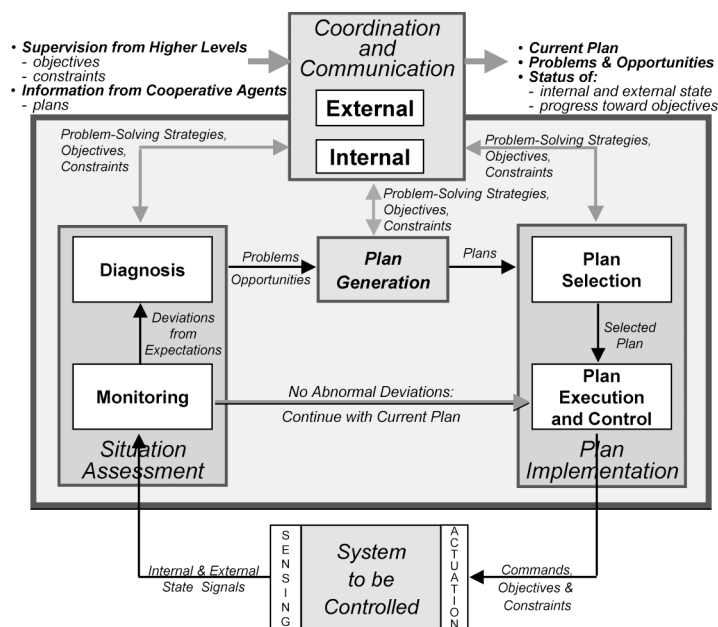 Coordination
and
Communication
External
Internal
• Supervision from Higher Levels
- objectives
- constraints
• Information from Cooperative Agents
- plans
• Current Plan
• Problems & Opportunities
• Status of:
- internal and external state
- progress toward objectives
Problem-Solving Strategies,
Objectives,
Constraints
Problem-Solving Strategies,
Objectives,
Constraints
Problem-Solving Strategies,
Objectives,
Constraints
Diagnosis
Problems
Opportunities
Plan
Generation
Plans
Plan
Selection
Deviations
from
Expectations
Selected
Plan
Monitoring
No Abnormal Deviations:
Continue with Current Plan
Plan
Execution
and Control
Situation
Assessment
Plan
Implementation
Internal & External
State Signals
SENSING
System
to be
Controlled
ACTUATION
Commands,
Objectives &
Constraints